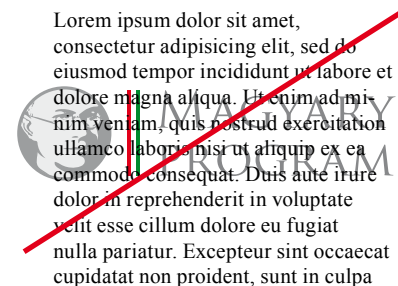 Lorem ipsum dolor sit amet,
consectetur adipisicing elit, sed do
eiusmod tempor incididunt ut labore et
dolore magna aliqua. Ut enim ad mi-
nim veniam, quis nostrud exercitation
ullamco laboris nisi ut aliquip ex ea
commodo consequat. Duis aute irure
dolor in reprehenderit in voluptate
velit esse cillum dolore eu fugiat
nulla pariatur. Excepteur sint occaecat
cupidatat non proident, sunt in culpa
MAGYARY
PROGRAM